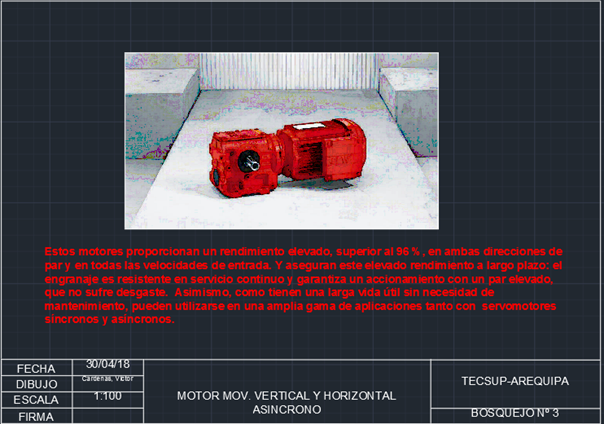 Estos motores proporcionan un rendimiento elevado, superior al 96 % , en ambas direcciones de
par y en todas las velocidades de entrada. Y aseguran este elevado rendimiento a largo plazo: el
engranaje es resistente en servicio continuo y garantiza un accionamiento con un par elevado,
que no sufre desgaste. Asimismo, como tienen una larga vida útil sin necesidad de
mantenimiento, pueden utilizarse en una amplia gama de aplicaciones tanto con servomotores
síncronos y asíncronos.
FECHA 30/04/18
DIBUJO Cardenas, Victor
ESCALA 1:100
FIRMA
MOTOR MOV. VERTICAL Y HORIZONTAL
ASINCRONO
TECSUP-AREQUIPA
BOSQUEJO Nº 3